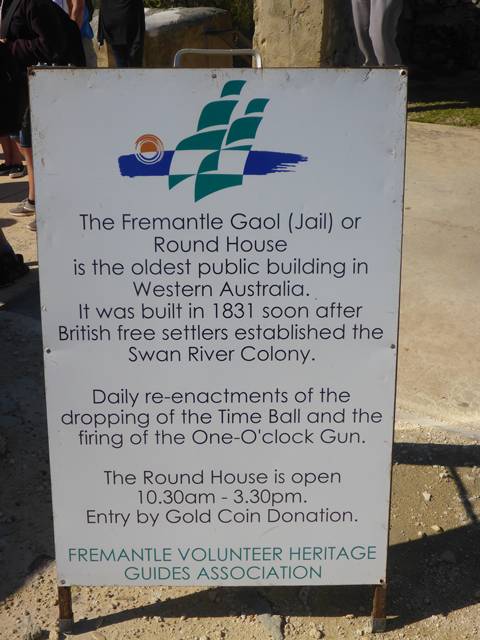 The Fremantle Gaol (Jail) or
Round House
is the oldest public building in
Western Australia.
It was built in 1831 soon after
British free settlers established the
Swan River Colony.
Daily re-enactments of the
dropping of the Time Ball and the
firing of the One-O'clock Gun.
The Round House is open
10.30am - 3.30pm.
Entry by Gold Coin Donation.
FREMANTLE VOLUNTEER HERITAGE
GUIDES ASSOCIATION